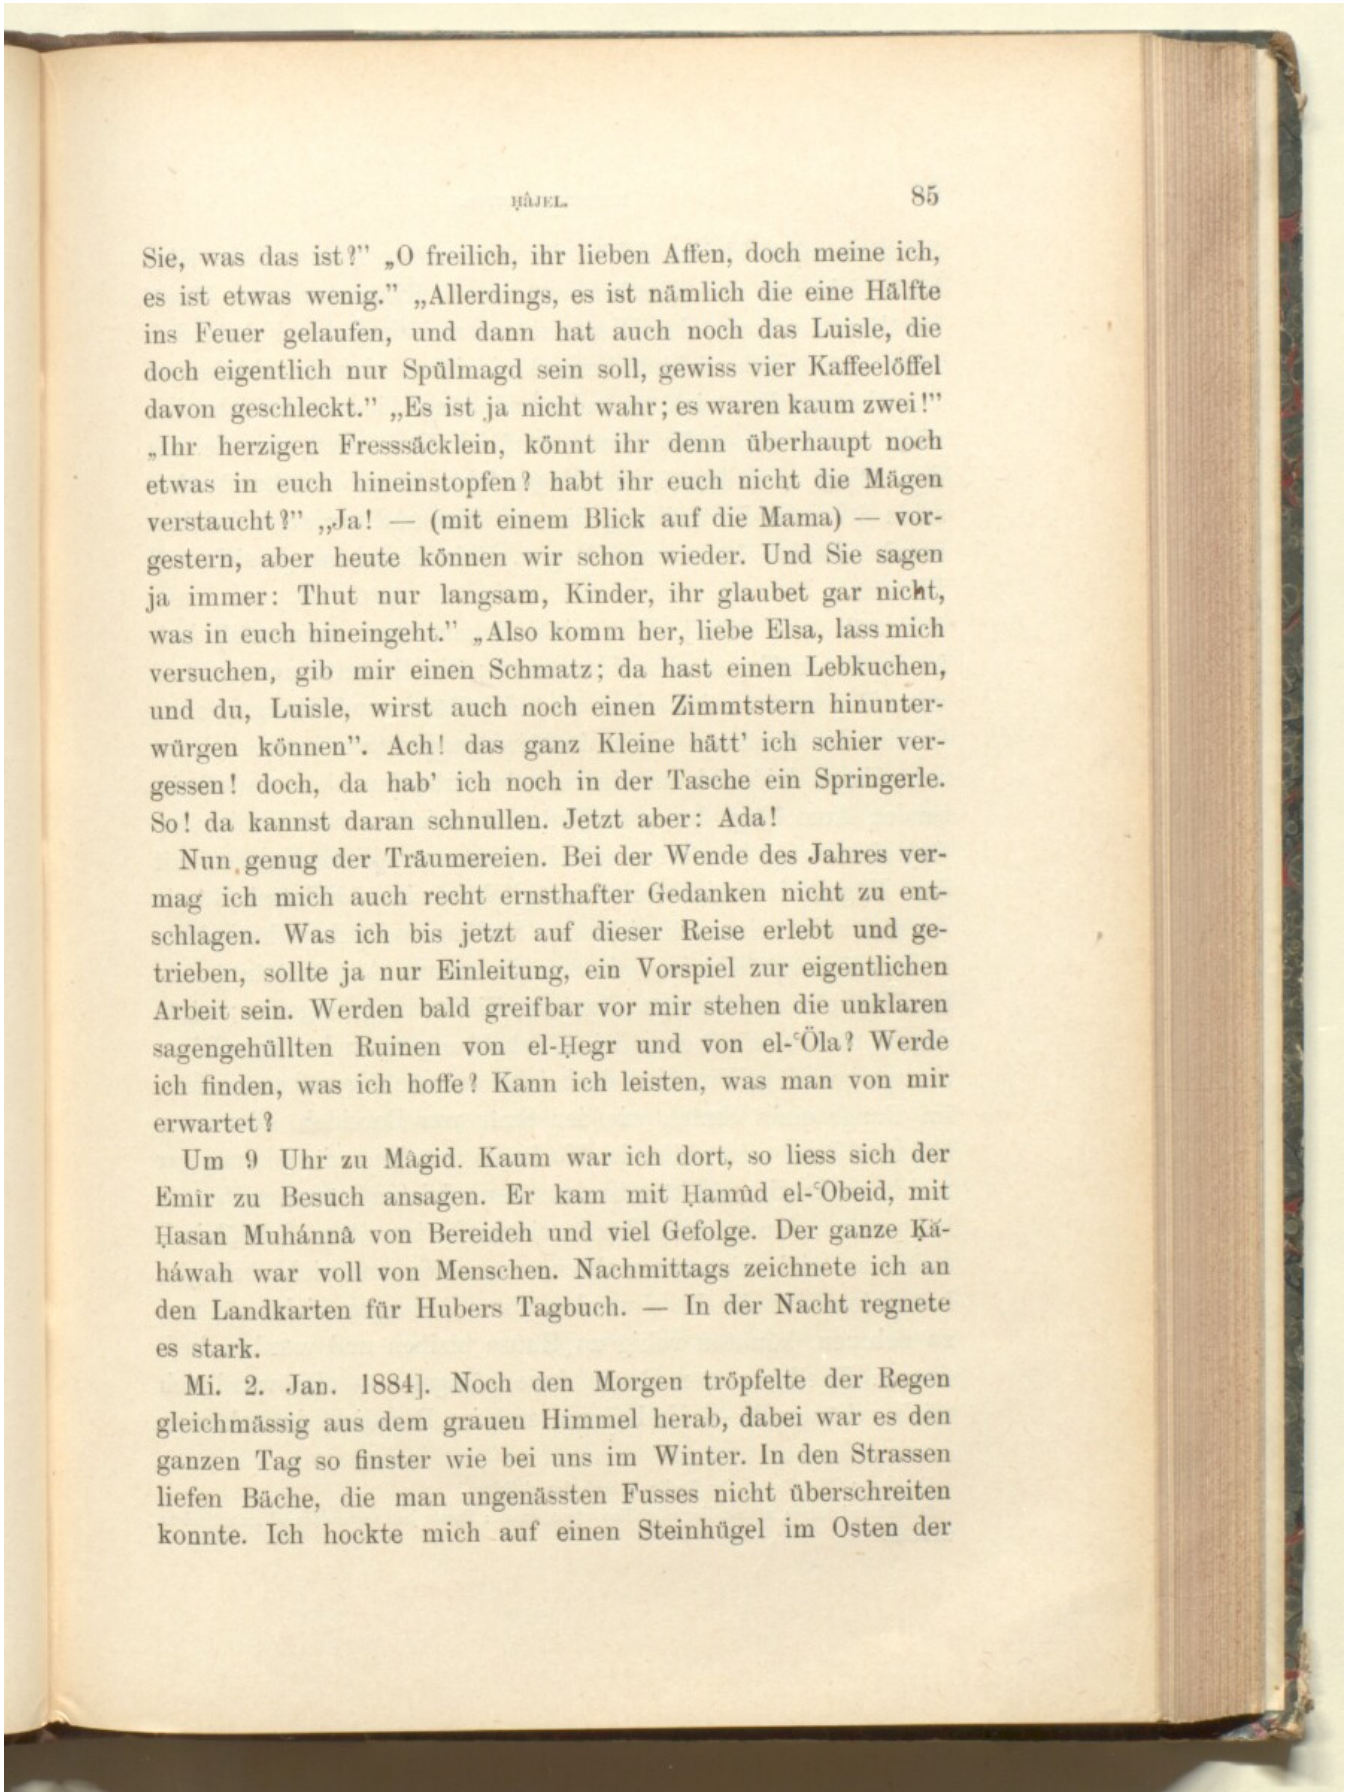 ḤâJEL. 85
Sie, was das ist?” „O freilich, ihr lieben Affen, doch meine ich,
es ist etwas wenig.” „Allerdings, es ist nämlich die eine Hälfte
ins Feuer gelaufen, und dann hat auch noch das Luisle, die
doch eigentlich nur Spülmagd sein soll, gewiss vier Kaffeelöffel
davon geschleckt.” „Es ist ja nicht wahr; es waren kaum zwei!”
„Ihr herzigen Fresssäcklein, könnt ihr denn überhaupt noch
etwas in euch hineinstopfen? habt ihr euch nicht die Mägen
verstaucht?” „Ja! — (mit einem Blick auf die Mama) — vor-
gestern, aber heute können wir schon wieder. Und Sie sagen
ja immer: Thut nur langsam, Kinder, ihr glaubet gar nicht,
was in euch hineingeht.” „Also komm her, liebe Elsa, lass mich
versuchen, gib mir einen Schmatz; da hast einen Lebkuchen,
und du, Luisle, wirst auch noch einen Zimmtstern hinunter-
würgen können”. Ach! das ganz Kleine hätt' ich schier ver-
gessen! doch, da hab' ich noch in der Tasche ein Springerle.
So! da kannst daran schnullen. Jetzt aber: Ada!
Nun genug der Träumereien. Bei der Wende des Jahres ver-
mag ich mich auch recht ernsthafter Gedanken nicht zu ent-
schlagen. Was ich bis jetzt auf dieser Reise erlebt und ge-
trieben, sollte ja nur Einleitung, ein Vorspiel zur eigentlichen
Arbeit sein. Werden bald greifbar vor mir stehen die unklaren
sagengehüllten Ruinen von el-Ḥegr und von el-ʿÖla? Werde
ich finden, was ich hoffe? Kann ich leisten, was man von mir
erwartet?
Um 9 Uhr zu Mâgid. Kaum war ich dort, so liess sich der
Emîr zu Besuch ansagen. Er kam mit Ḥamûd el-ʿObeid, mit
Ḥasan Muhánnâ von Bereideh und viel Gefolge. Der ganze Ḳă-
háwah war voll von Menschen. Nachmittags zeichnete ich an
den Landkarten für Hubers Tagbuch. — In der Nacht regnete
es stark.
Mi. 2. Jan. 1884]. Noch den Morgen tröpfelte der Regen
gleichmässig aus dem grauen Himmel herab, dabei war es den
ganzen Tag so finster wie bei uns im Winter. In den Strassen
liefen Bäche, die man ungenässten Fusses nicht überschreiten
konnte. Ich hockte mich auf einen Steinhügel im Osten der